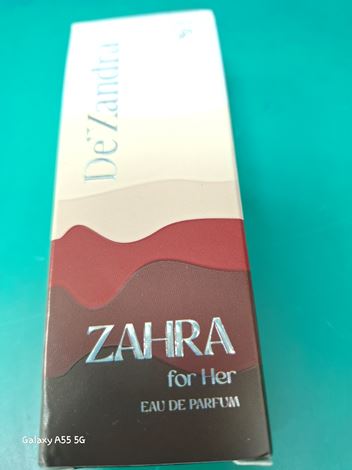 De'Zandra
ZAHRA
for Her
EAU DE PARFUM
Galaxy A55 5G